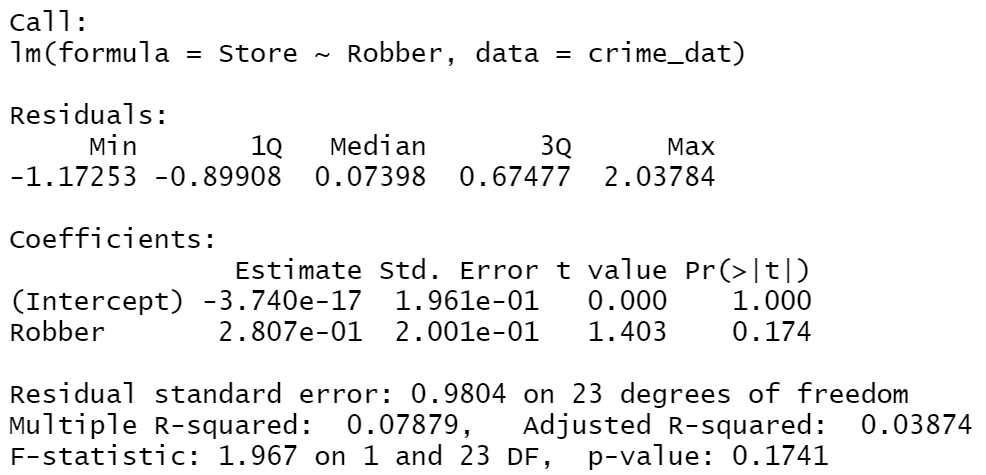 Call:
lm(formula = Store ~ Robber, data = crime_dat)
Residuals:
Min 1Q Median 3Q Max
-1.17253 -0.89908 0.07398 0.67477 2.03784
Coefficients:
Estimate Std. Error t value Pr(>|t|)
(Intercept) -3.740e-17 1.961e-01 0.000 1.000
Robber 2.807e-01 2.001e-01 1.403 0.174
Residual standard error: 0.9804 on 23 degrees of freedom
Multiple R-squared: 0.07879, Adjusted R-squared: 0.03874
F-statistic: 1.967 on 1 and 23 DF, p-value: 0.1741